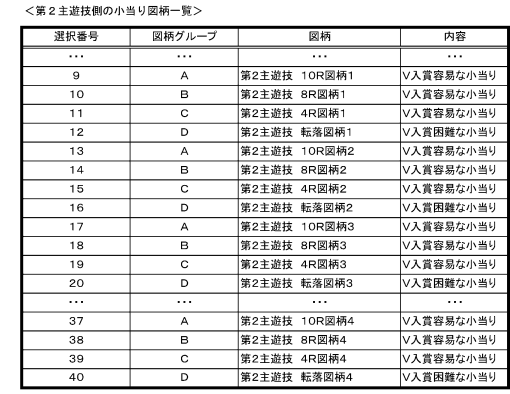 ＜第２主遊技側の小当り図柄一覧＞
選択番号 図柄グループ 図柄 内容
… … … …
9 A 第2主遊技 10R図柄1 V入賞容易な小当り
10 B 第2主遊技 8R図柄1 V入賞容易な小当り
11 C 第2主遊技 4R図柄1 V入賞容易な小当り
12 D 第2主遊技 転落図柄1 V入賞困難な小当り
13 A 第2主遊技 10R図柄2 V入賞容易な小当り
14 B 第2主遊技 8R図柄2 V入賞容易な小当り
15 C 第2主遊技 4R図柄2 V入賞容易な小当り
16 D 第2主遊技 転落図柄2 V入賞困難な小当り
17 A 第2主遊技 10R図柄3 V入賞容易な小当り
18 B 第2主遊技 8R図柄3 V入賞容易な小当り
19 C 第2主遊技 4R図柄3 V入賞容易な小当り
20 D 第2主遊技 転落図柄3 V入賞困難な小当り
… … … …
37 A 第2主遊技 10R図柄4 V入賞容易な小当り
38 B 第2主遊技 8R図柄4 V入賞容易な小当り
39 C 第2主遊技 4R図柄4 V入賞容易な小当り
40 D 第2主遊技 転落図柄4 V入賞困難な小当り